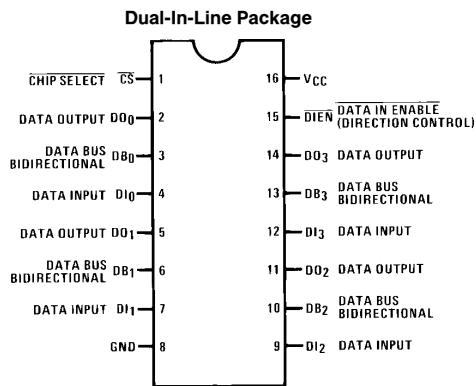 Dual-In-Line Package
CHIP SELECT CS 1
DATA OUTPUT DO0 2
DATA BUS
BIDIRECTIONAL DB0 3
DATA INPUT DI0 4
DATA OUTPUT DO1 5
DATA BUS
BIDIRECTIONAL DB1 6
DATA INPUT DI1 7
GND 8
16 VCC
15 DIEN DATA IN ENABLE
(DIRECTION CONTROL)
14 DO3 DATA OUTPUT
13 DB3 DATA BUS
BIDIRECTIONAL
12 DI3 DATA INPUT
11 DO2 DATA OUTPUT
10 DB2 DATA BUS
BIDIRECTIONAL
9 DI2 DATA INPUT